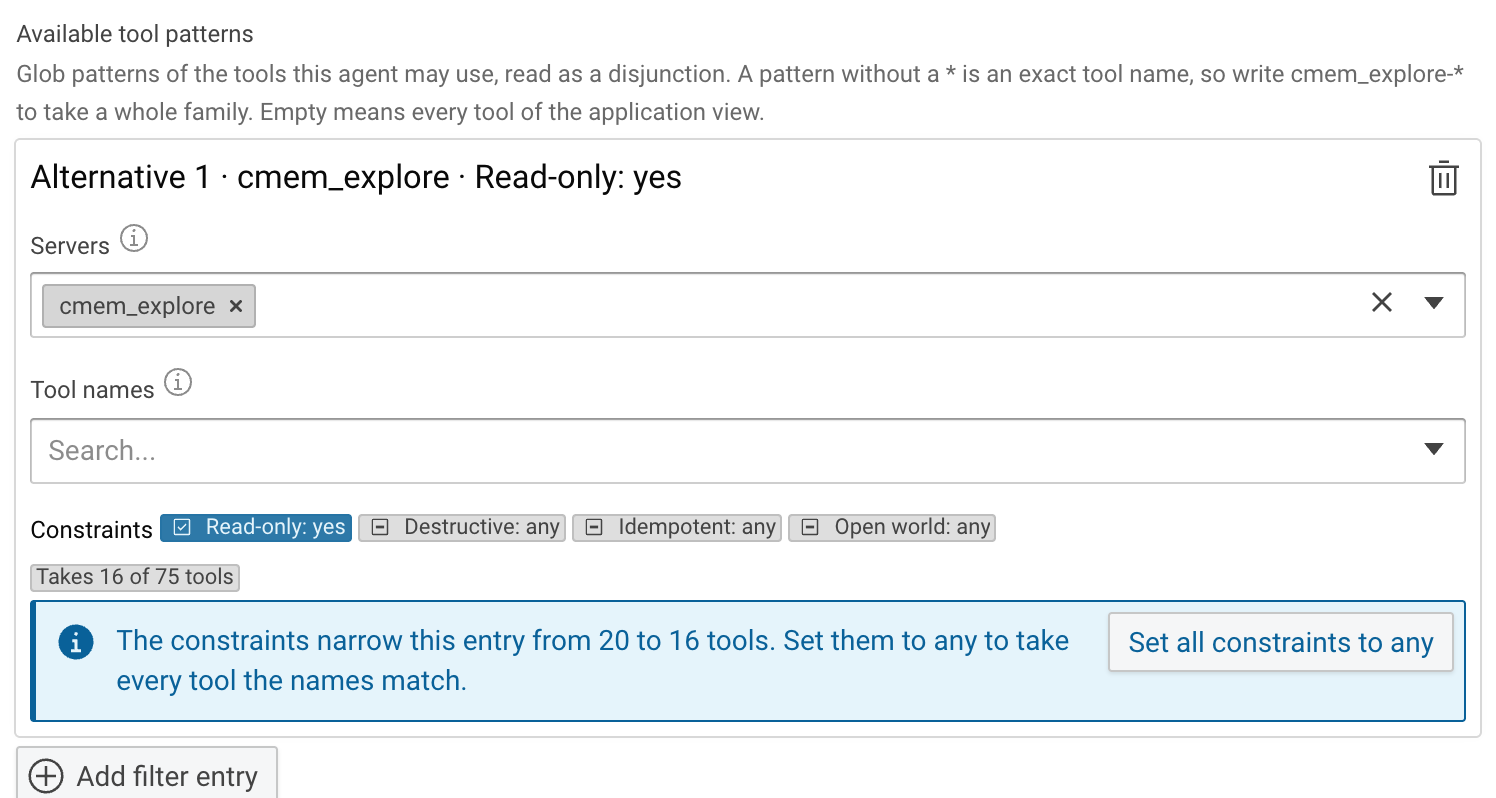 Available tool patterns
Glob patterns of the tools this agent may use, read as a disjunction. A pattern without a * is an exact tool name, so write cmem_explore-*
to take a whole family. Empty means every tool of the application view.
Alternative 1 · cmem_explore · Read-only: yes
Servers
cmem_explore
Tool names
Search...
Constraints Read-only: yes Destructive: any Idempotent: any Open world: any
Takes 16 of 75 tools
The constraints narrow this entry from 20 to 16 tools. Set them to any to take
every tool the names match.
Set all constraints to any
Add filter entry